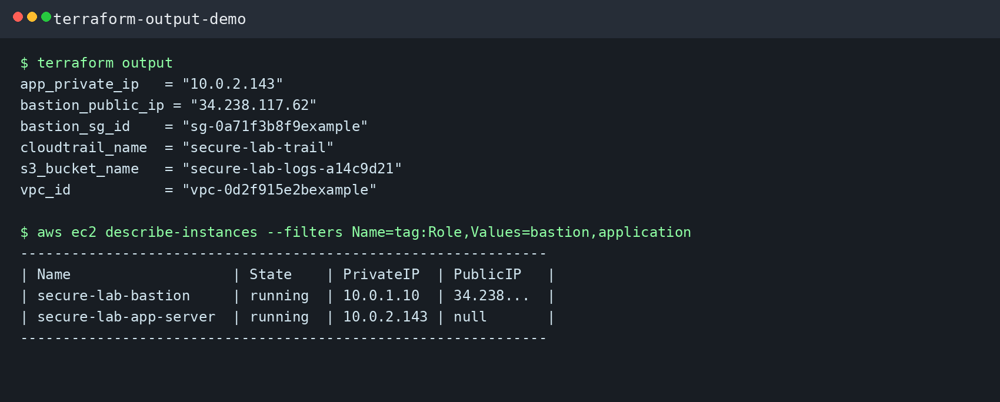 terraform-output-demo
$ terraform output
app_private_ip   = "10.0.2.143"
bastion_public_ip = "34.238.117.62"
bastion_sg_id    = "sg-0a71f3b8f9example"
cloudtrail_name  = "secure-lab-trail"
s3_bucket_name   = "secure-lab-logs-a14c9d21"
vpc_id           = "vpc-0d2f915e2bexample"
$ aws ec2 describe-instances --filters Name=tag:Role,Values=bastion,application
--------------------------------------------------------------
| Name                   | State    | PrivateIP  | PublicIP   |
| secure-lab-bastion     | running  | 10.0.1.10  | 34.238...  |
| secure-lab-app-server  | running  | 10.0.2.143 | null       |
--------------------------------------------------------------